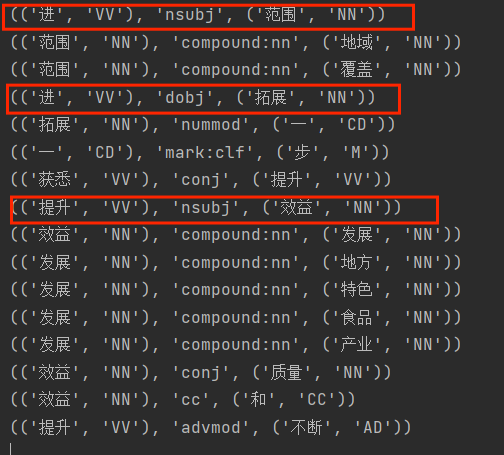 (('进', 'VV'), 'nsubj', ('范围', 'NN'))
(('范围', 'NN'), 'compound:nn', ('地域', 'NN'))
(('范围', 'NN'), 'compound:nn', ('覆盖', 'NN'))
(('进', 'VV'), 'dobj', ('拓展', 'NN'))
(('拓展', 'NN'), 'nummod', ('一', 'CD'))
(('一', 'CD'), 'mark:clf', ('步', 'M'))
(('获悉', 'VV'), 'conj', ('提升', 'VV'))
(('提升', 'VV'), 'nsubj', ('效益', 'NN'))
(('效益', 'NN'), 'compound:nn', ('发展', 'NN'))
(('发展', 'NN'), 'compound:nn', ('地方', 'NN'))
(('发展', 'NN'), 'compound:nn', ('特色', 'NN'))
(('发展', 'NN'), 'compound:nn', ('食品', 'NN'))
(('发展', 'NN'), 'compound:nn', ('产业', 'NN'))
(('效益', 'NN'), 'conj', ('质量', 'NN'))
(('效益', 'NN'), 'cc', ('和', 'CC'))
(('提升', 'VV'), 'advmod', ('不断', 'AD'))